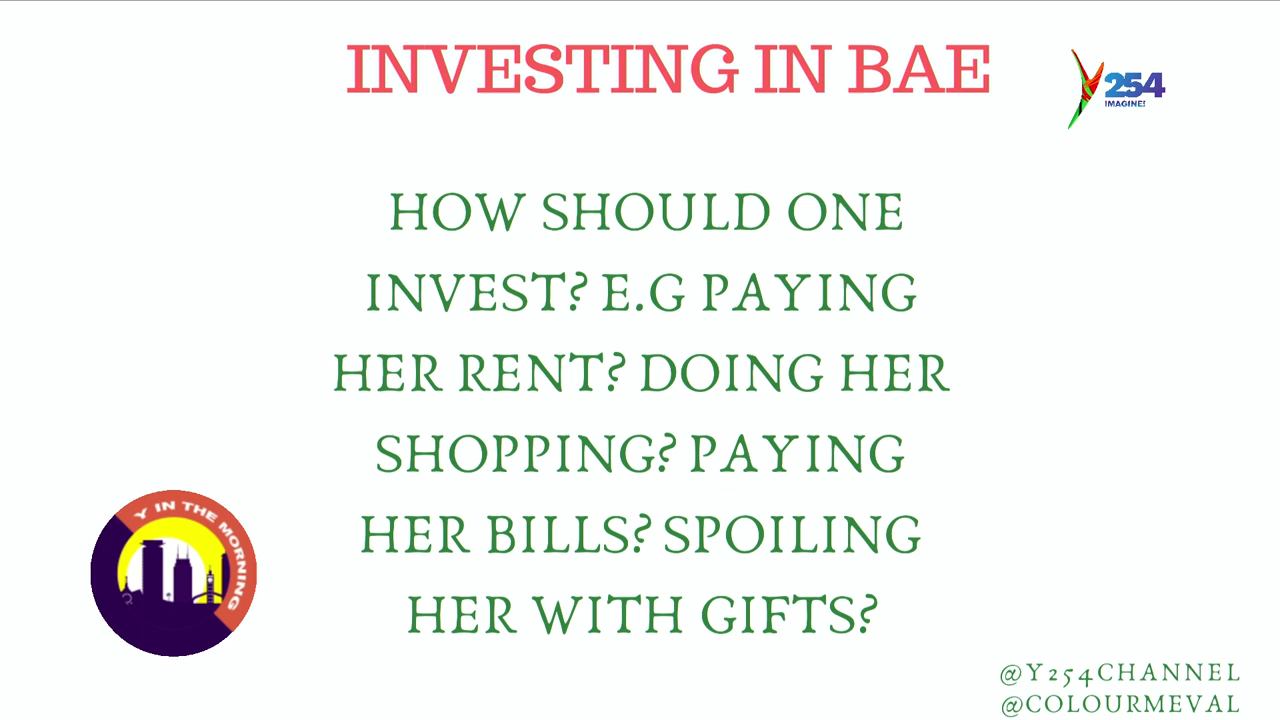 INVESTING IN BAE
Y254
IMAGINE!
HOW SHOULD ONE
INVEST? E.G PAYING
HER RENT? DOING HER
SHOPPING? PAYING
HER BILLS? SPOILING
HER WITH GIFTS?
Y IN THE MORNING
@Y254CHANNEL
@COLOURMEVAL